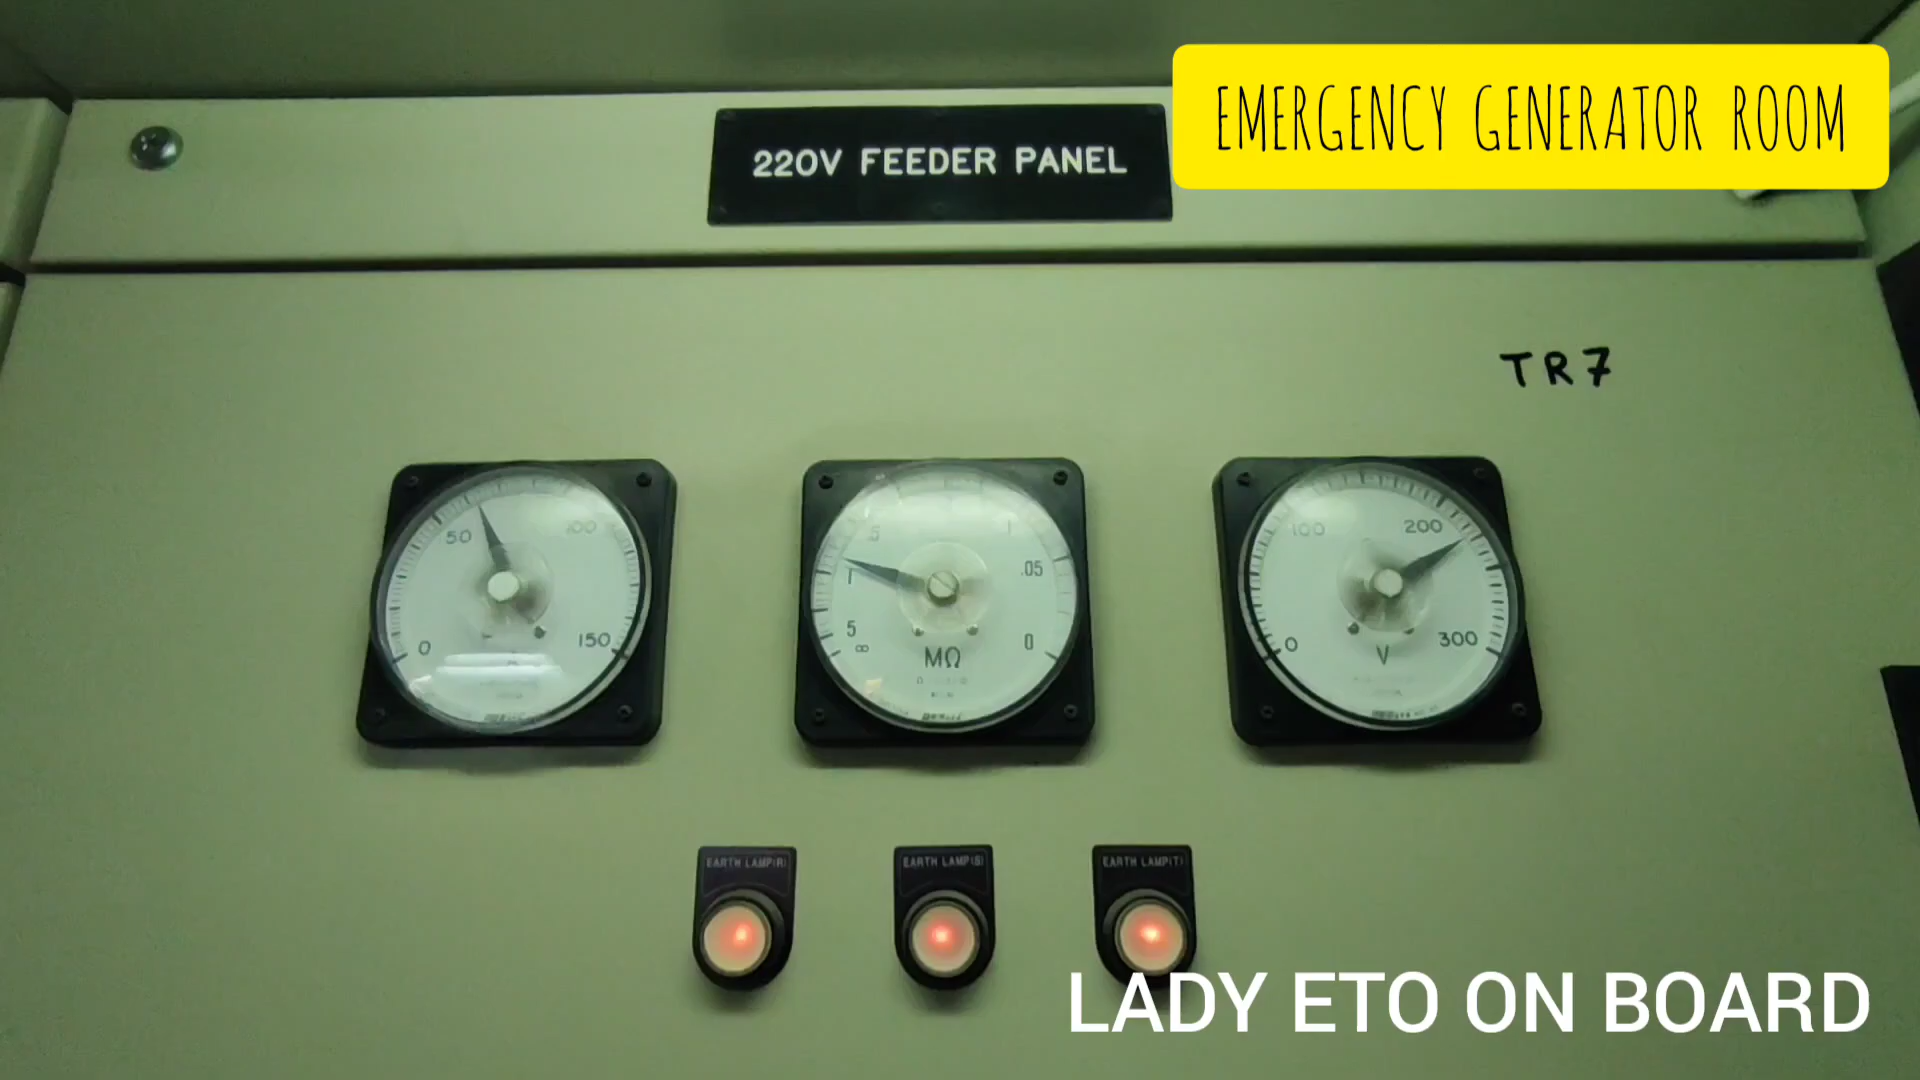 EMERGENCY GENERATOR ROOM
220V FEEDER PANEL
TR7
50
100
0
150
.5
1
1
.05
5
∞
0
MΩ
100
200
0
300
V
EARTH LAMP(R)
EARTH LAMP(S)
EARTH LAMP(T)
LADY ETO ON BOARD